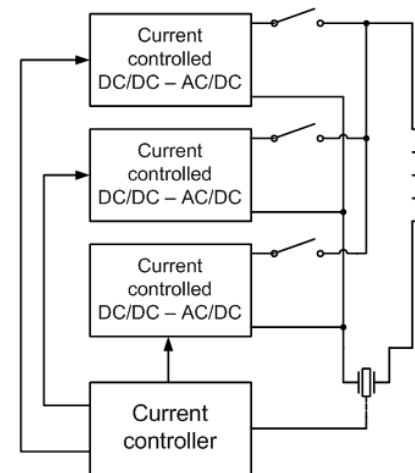 Current
controlled
DC/DC – AC/DC
Current
controlled
DC/DC – AC/DC
Current
controlled
DC/DC – AC/DC
Current
controller